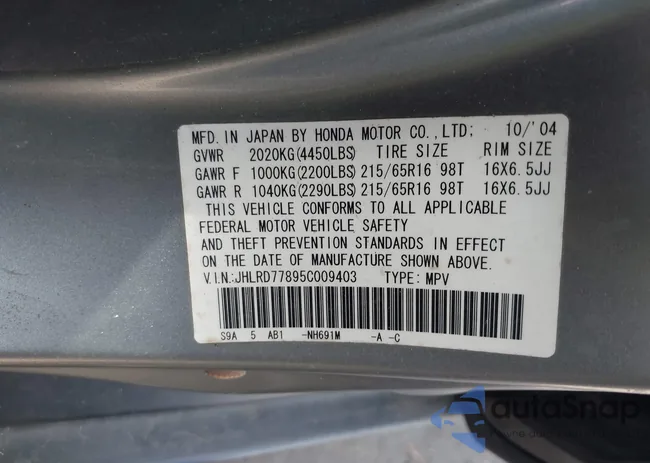 MFD. IN JAPAN BY HONDA MOTOR CO., LTD; 10/'04
GVWR 2020KG(4450LBS) TIRE SIZE RIM SIZE
GAWR F 1000KG(2200LBS) 215/65R16 98T 16X6.5JJ
GAWR R 1040KG(2290LBS) 215/65R16 98T 16X6.5JJ
THIS VEHICLE CONFORMS TO ALL APPLICABLE
FEDERAL MOTOR VEHICLE SAFETY
AND THEFT PREVENTION STANDARDS IN EFFECT
ON THE DATE OF MANUFACTURE SHOWN ABOVE.
V.I.N.:JHLRD77895C009403 TYPE: MPV
S9A 5 AB1 -NH691M -A -C
autoSnap